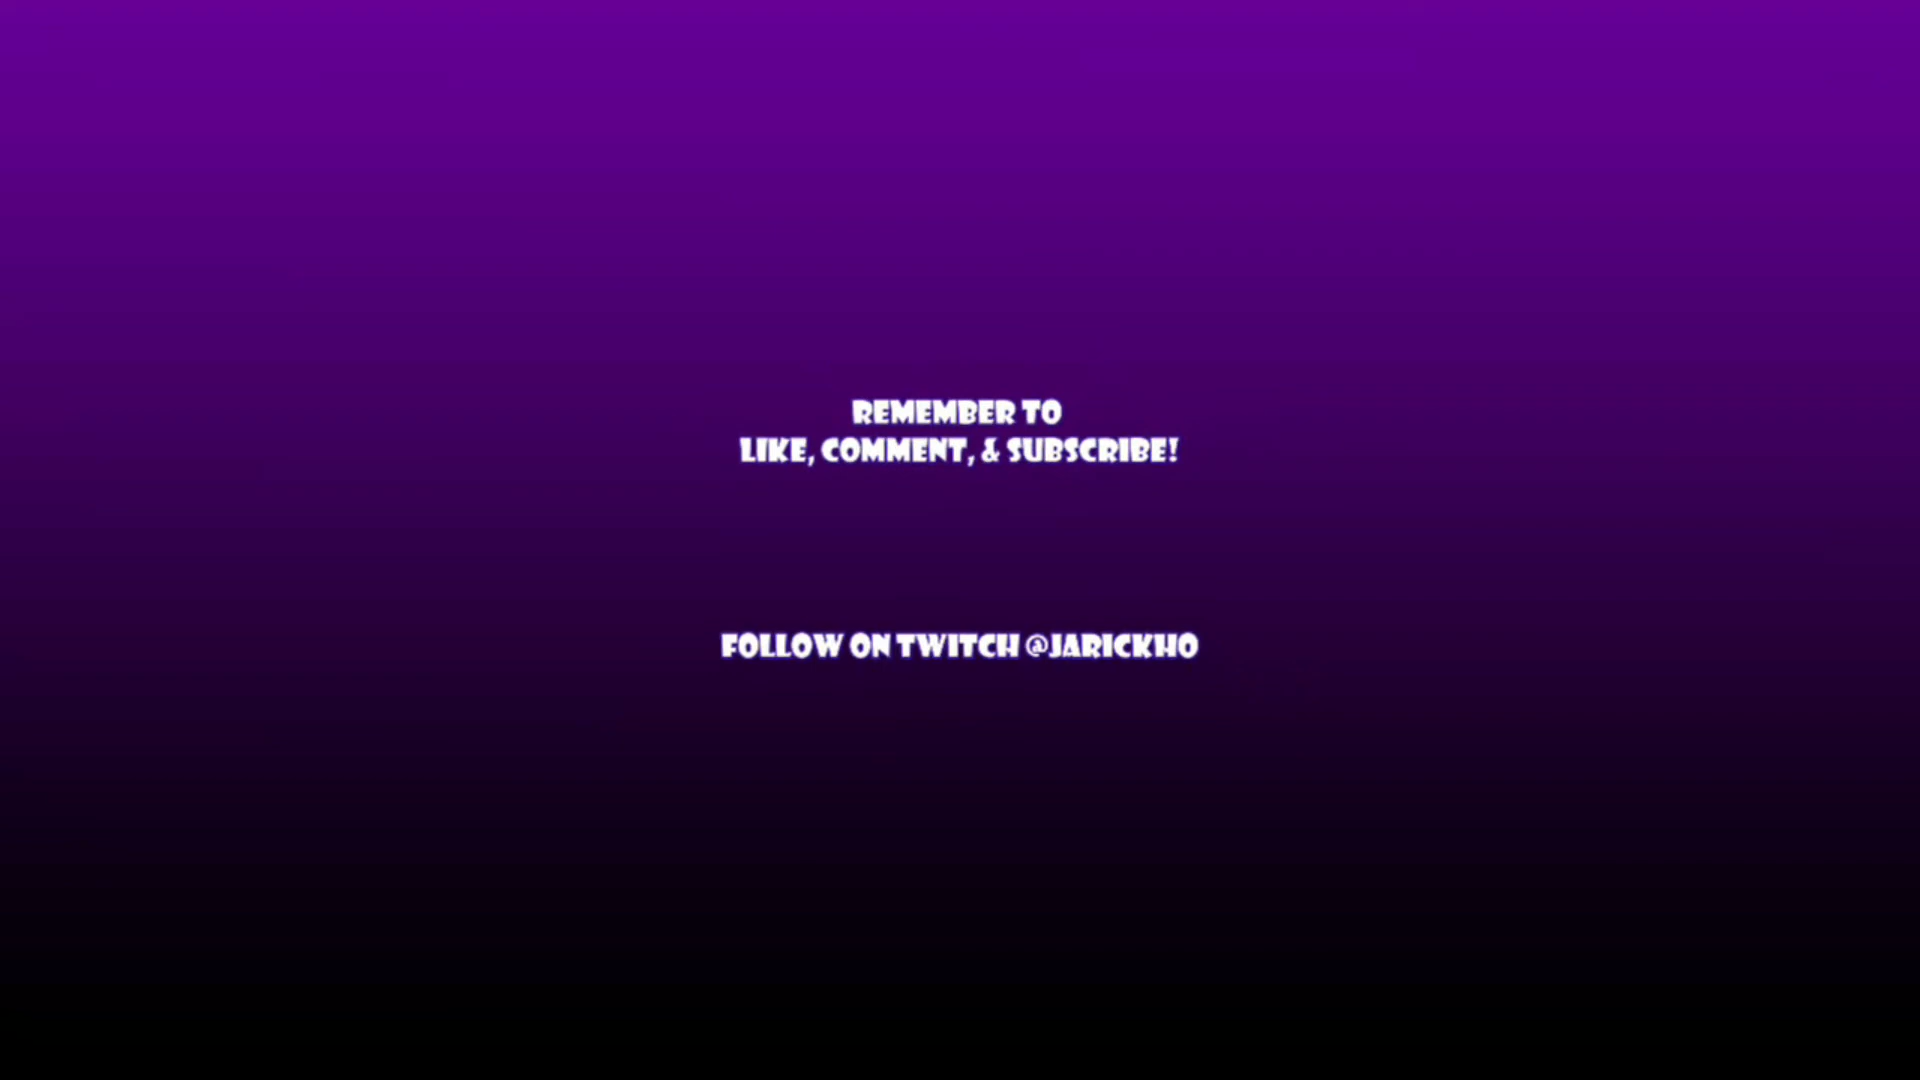 REMEMBER TO
LIKE, COMMENT, & SUBSCRIBE!
FOLLOW ON TWITCH @JARICKHO